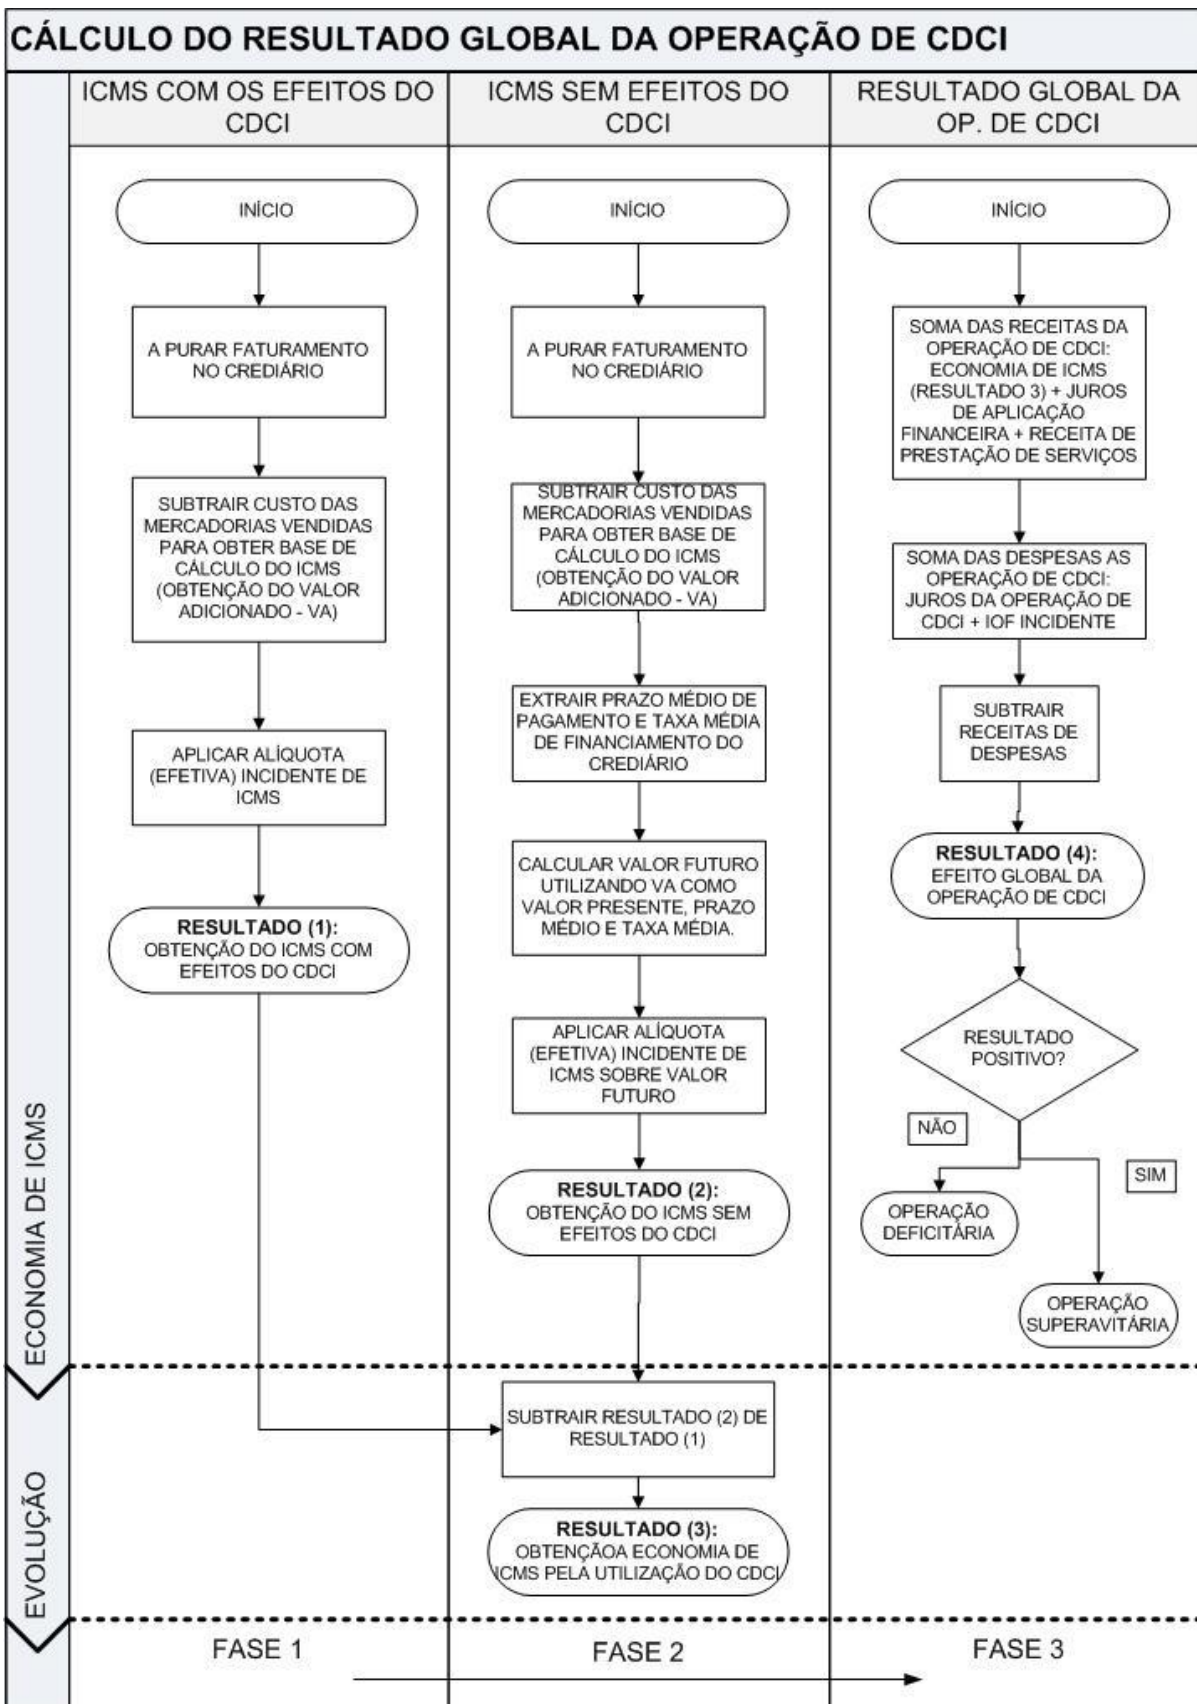 CÁLCULO DO RESULTADO GLOBAL DA OPERAÇÃO DE CDCI
ICMS COM OS EFEITOS DO
CDCI
INÍCIO
A PURAR FATURAMENTO
NO CREDIÁRIO
SUBTRAIR CUSTO DAS
MERCADORIAS VENDIDAS
PARA OBTER BASE DE
CÁLCULO DO ICMS
(OBTENÇÃO DO VALOR
ADICIONADO - VA)
APLICAR ALÍQUOTA
(EFETIVA) INCIDENTE DE
ICMS
RESULTADO (1):
OBTENÇÃO DO ICMS COM
EFEITOS DO CDCI
ICMS SEM EFEITOS DO
CDCI
INÍCIO
A PURAR FATURAMENTO
NO CREDIÁRIO
SUBTRAIR CUSTO DAS
MERCADORIAS VENDIDAS
PARA OBTER BASE DE
CÁLCULO DO ICMS
(OBTENÇÃO DO VALOR
ADICIONADO - VA)
EXTRAIR PRAZO MÉDIO DE
PAGAMENTO E TAXA MÉDIA
DE FINANCIAMENTO DO
CREDIÁRIO
CALCULAR VALOR FUTURO
UTILIZANDO VA COMO
VALOR PRESENTE, PRAZO
MÉDIO E TAXA MÉDIA.
APLICAR ALÍQUOTA
(EFETIVA) INCIDENTE DE
ICMS SOBRE VALOR
FUTURO
RESULTADO (2):
OBTENÇÃO DO ICMS SEM
EFEITOS DO CDCI
SUBTRAIR RESULTADO (2) DE
RESULTADO (1)
RESULTADO (3):
OBTENÇÃOA ECONOMIA DE
ICMS PELA UTILIZAÇÃO DO CDCI
RESULTADO GLOBAL DA
OP. DE CDCI
INÍCIO
SOMA DAS RECEITAS DA
OPERAÇÃO DE CDCI:
ECONOMIA DE ICMS
(RESULTADO 3) + JUROS
DE APLICAÇÃO
FINANCEIRA + RECEITA DE
PRESTAÇÃO DE SERVIÇOS
SOMA DAS DESPESAS AS
OPERAÇÃO DE CDCI:
JUROS DA OPERAÇÃO DE
CDCI + IOF INCIDENTE
SUBTRAIR
RECEITAS DE
DESPESAS
RESULTADO (4):
EFEITO GLOBAL DA
OPERAÇÃO DE CDCI
RESULTADO
POSITIVO?
NÃO
SIM
OPERAÇÃO
DEFICITÁRIA
OPERAÇÃO
SUPERAVITÁRIA
ECONOMIA DE ICMS
EVOLUÇÃO
FASE 1
FASE 2
FASE 3